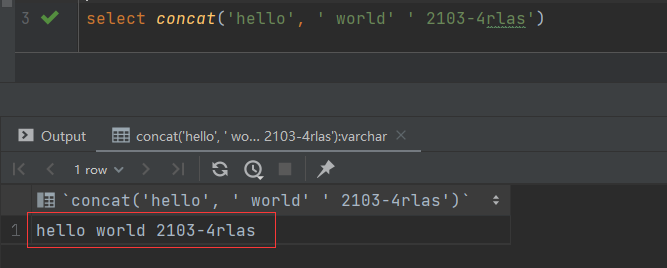 3 select concat('hello', ' world' ' 2103-4rlas')
Output concat('hello', ' wo... 2103-4rlas'):varchar
1 row
`concat('hello', ' world' ' 2103-4rlas')`
1 hello world 2103-4rlas